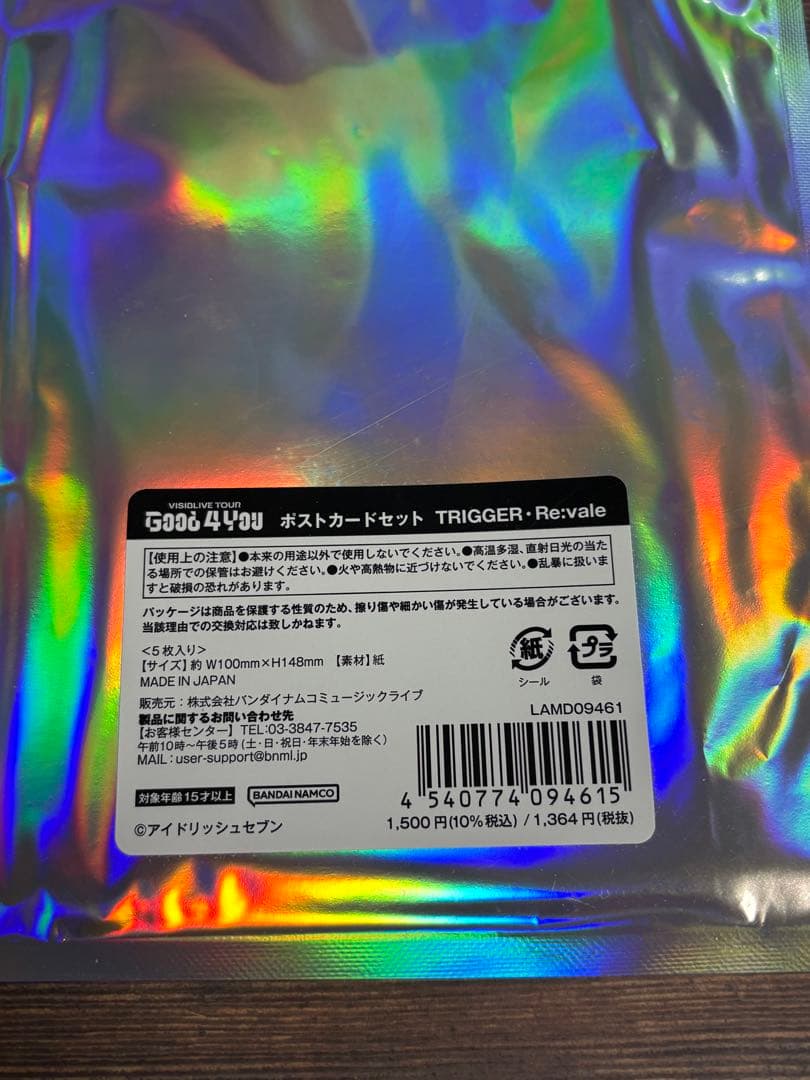 VISIDLIVE TOUR
Good 4 You ポストカードセット TRIGGER・Re:vale
【使用上の注意】●本来の用途以外で使用しないでください。●高温多湿、直射日光の当た
る場所での保管はお避けください。●火や高熱物に近づけないでください。●乱暴に扱いま
すと破損の恐れがあります。
パッケージは商品を保護する性質のため、擦り傷や細かい傷が発生している場合がございます。
当該理由での交換対応は致しかねます。
<5枚入り>
【サイズ】約 W100mm×H148mm 【素材】紙
MADE IN JAPAN
紙
シール
プラ
袋
販売元:株式会社バンダイナムコミュージックライブ
製品に関するお問い合わせ先
【お客様センター】TEL:03-3847-7535
午前10時~午後5時(土・日・祝日・年末年始を除く)
MAIL:user-support@bnml.jp
LAMD09461
4 540774 094615
対象年齢15才以上 BANDAI NAMCO
1,500円(10%税込) / 1,364円(税抜)
©アイドリッシュセブン